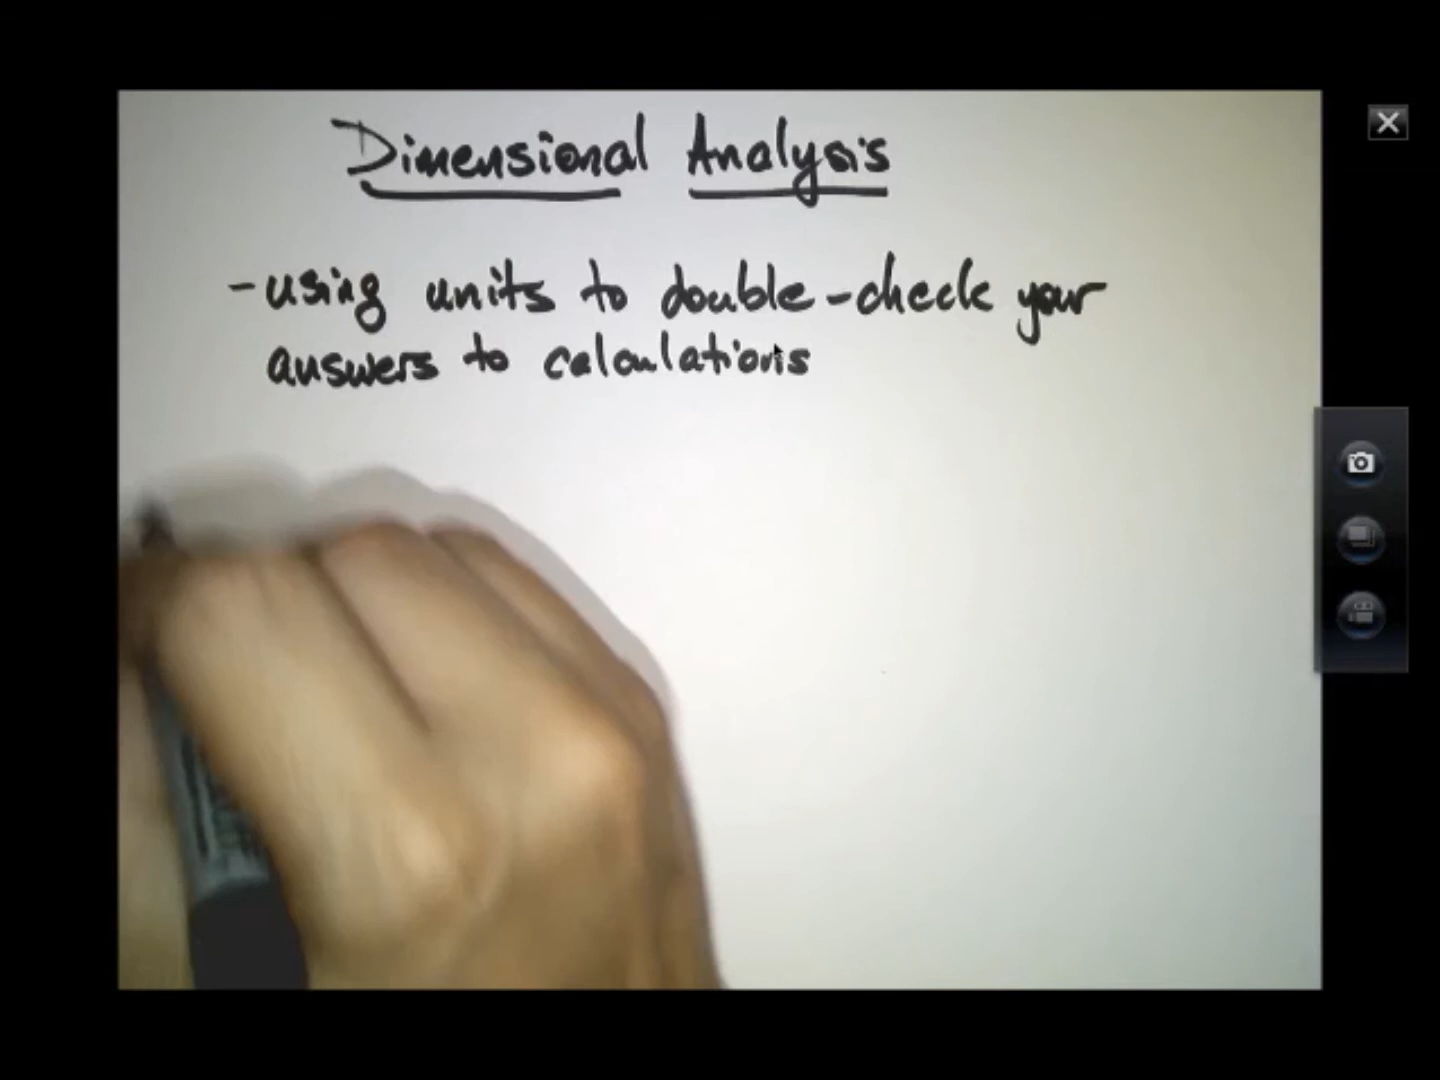 Dimensional Analysis
- using units to double-check your
answers to calculations